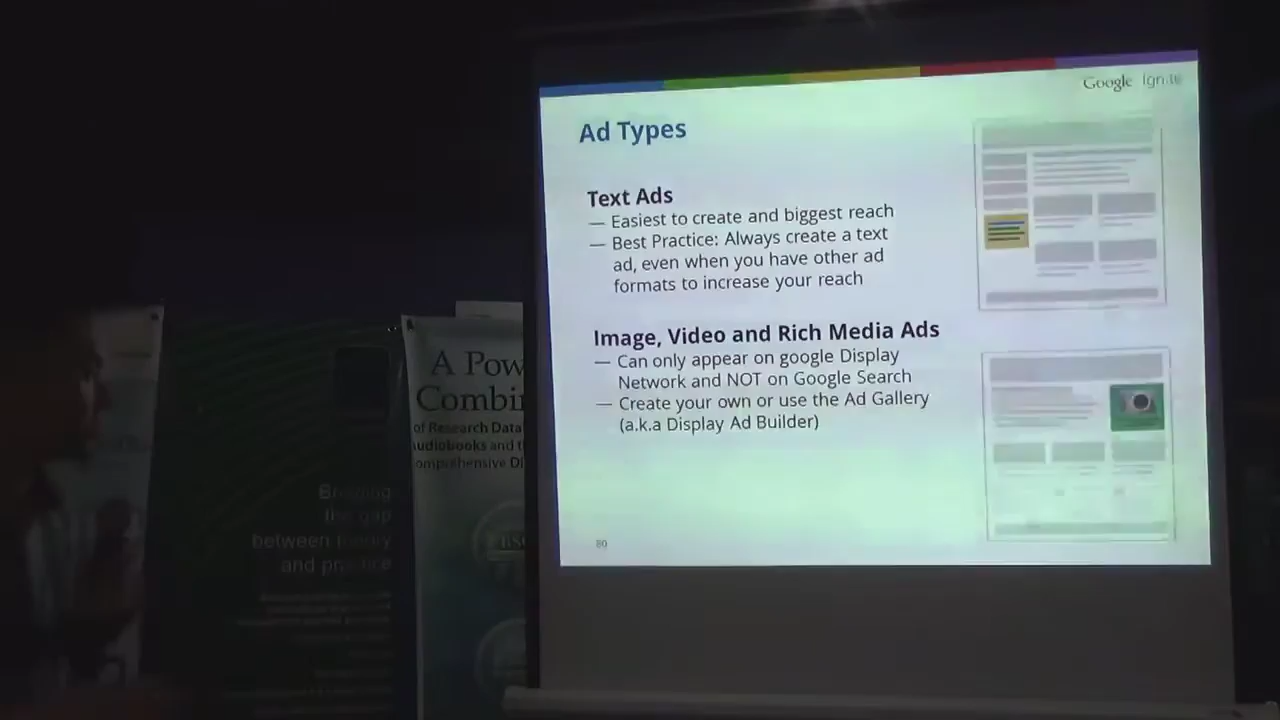 Google Ignite
Ad Types
Text Ads
— Easiest to create and biggest reach
— Best Practice: Always create a text
ad, even when you have other ad
formats to increase your reach
Image, Video and Rich Media Ads
— Can only appear on google Display
Network and NOT on Google Search
— Create your own or use the Ad Gallery
(a.k.a Display Ad Builder)
80
A Pow
Combi
of Research Data
udiobooks and t
omprehensive Di
Bridging
the gap
between theory
and practice